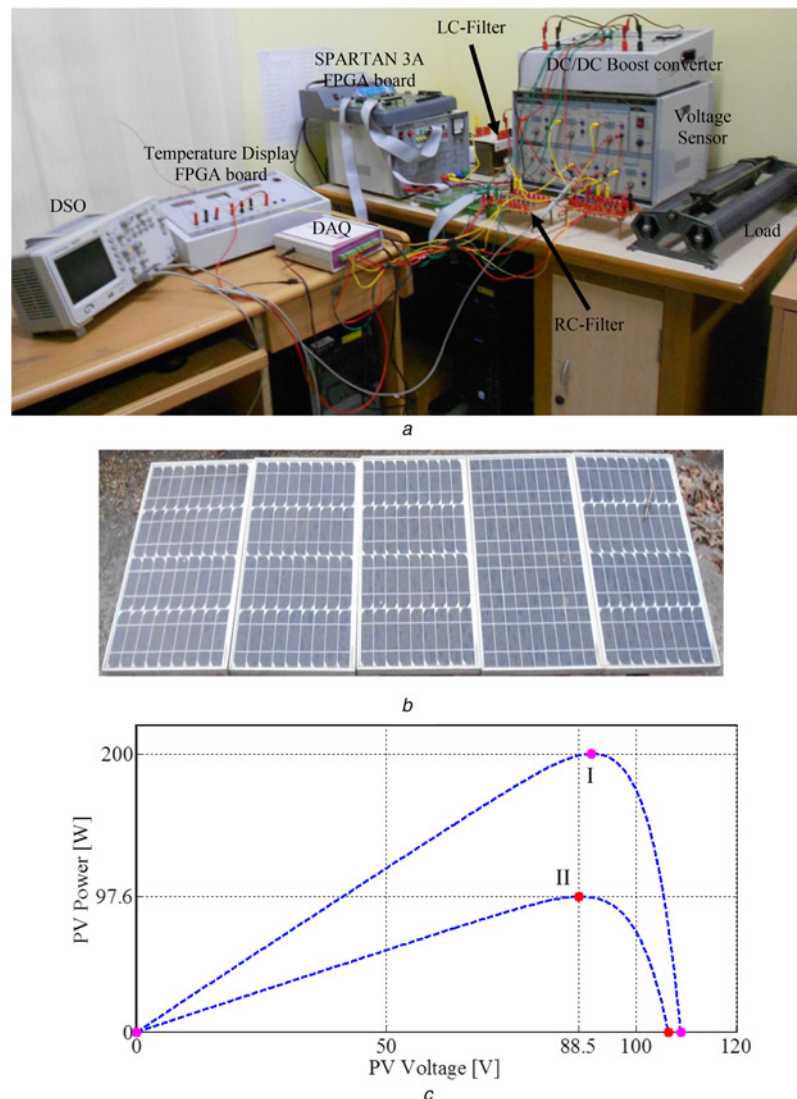 LC-Filter
SPARTAN 3A
FPGA board
DC/DC Boost converter
Voltage
Sensor
Temperature Display
FPGA board
DSO
DAQ
Load
RC-Filter
a
b
200
I
97.6
II
PV Power [W]
0
0
50
88.5
100
120
PV Voltage [V]
c